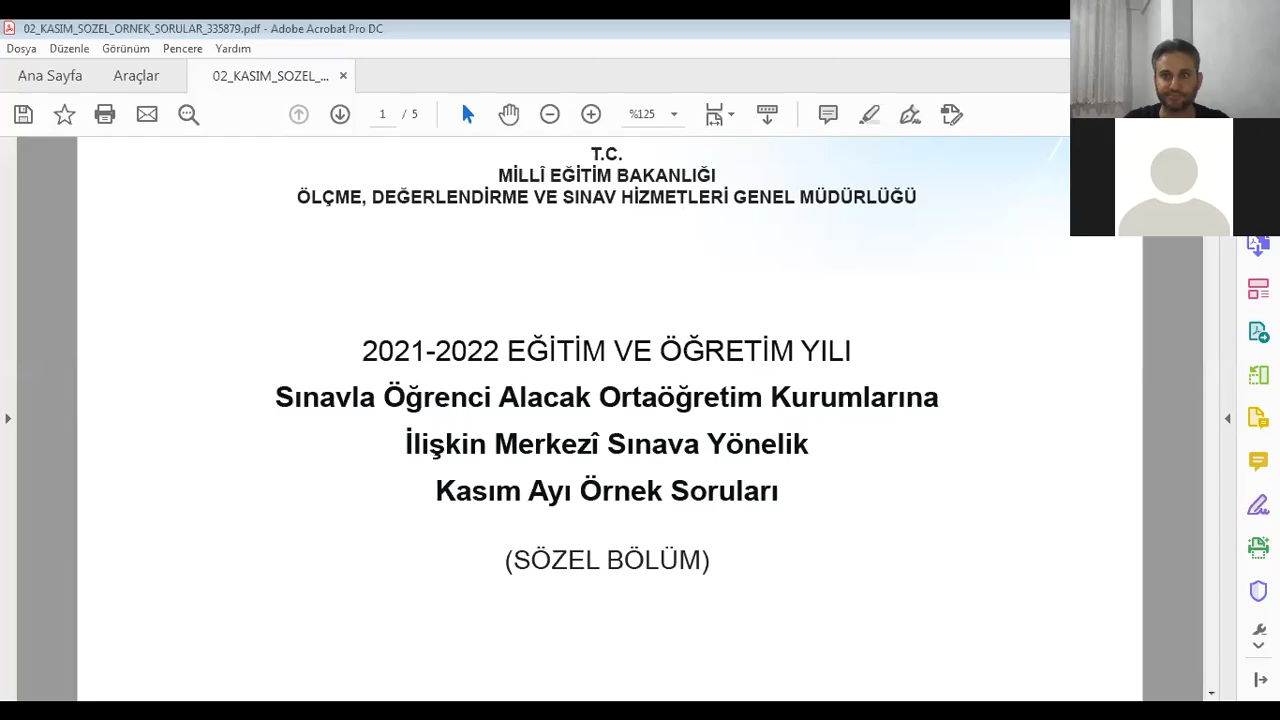 02_KASIM_SOZEL_ORNEK_SORULAR_335879.pdf - Adobe Acrobat Pro DC
Dosya Düzenle Görünüm Pencere Yardım
Ana Sayfa Araçlar 02_KASIM_SOZEL_... ×
1 / 5 %125
T.C.
MİLLÎ EĞİTİM BAKANLIĞI
ÖLÇME, DEĞERLENDİRME VE SINAV HİZMETLERİ GENEL MÜDÜRLÜĞÜ
2021-2022 EĞİTİM VE ÖĞRETİM YILI
Sınavla Öğrenci Alacak Ortaöğretim Kurumlarına
İlişkin Merkezî Sınava Yönelik
Kasım Ayı Örnek Soruları
(SÖZEL BÖLÜM)